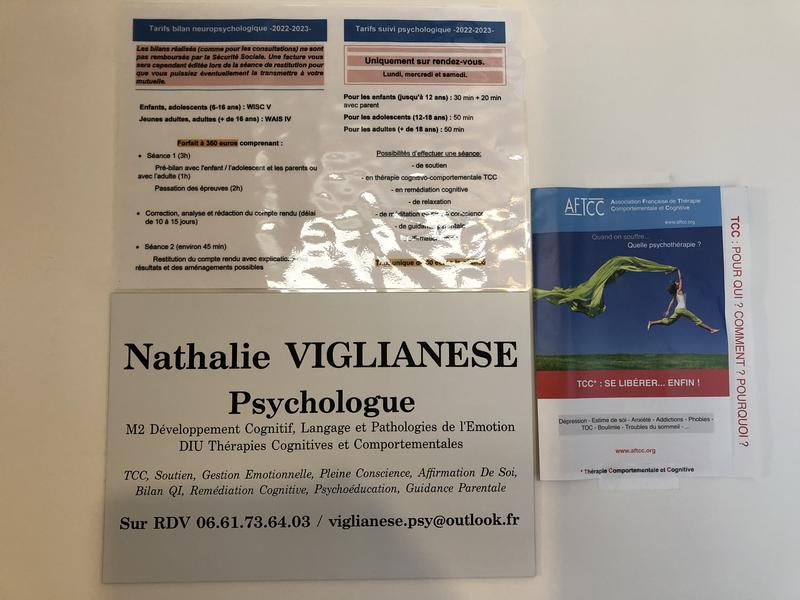 Tarifs bilan neuropsychologique -2022-2023-
Les bilans réalisés (comme pour les consultations) ne sont
pas remboursés par la Sécurité Sociale. Une facture vous
sera cependant éditée lors de la séance de restitution pour
que vous puissiez éventuellement la transmettre à votre
mutuelle.
Enfants, adolescents (6-16 ans) : WISC V
Jeunes adultes, adultes (+ de 16 ans) : WAIS IV
Forfait à 350 euros comprenant :
• Séance 1 (3h)
Pré-bilan avec l'enfant / l'adolescent et les parents ou
avec l'adulte (1h)
Passation des épreuves (2h)
• Correction, analyse et rédaction du compte rendu (délai
de 10 à 15 jours)
• Séance 2 (environ 45 min)
Restitution du compte rendu avec explication
résultats et des aménagements possibles
Tarifs suivi psychologique -2022-2023-
Uniquement sur rendez-vous.
Lundi, mercredi et samedi.
Pour les enfants (jusqu'à 12 ans) : 30 min + 20 min
avec parent
Pour les adolescents (12-18 ans) : 50 min
Pour les adultes (+ de 18 ans) : 50 min
Possibilités d'effectuer une séance:
- de soutien
- en thérapie cognitivo-comportementale TCC
- en remédiation cognitive
- de relaxation
- de méditation conscience
- de guidance parentale
Nathalie VIGLIANESE
Psychologue
M2 Développement Cognitif, Langage et Pathologies de l'Emotion
DIU Thérapies Cognitives et Comportementales
TCC, Soutien, Gestion Emotionnelle, Pleine Conscience, Affirmation De Soi,
Bilan QI, Remédiation Cognitive, Psychoéducation, Guidance Parentale
Sur RDV 06.61.73.64.03 / viglianese.psy@outlook.fr
AFTCC Association Française de Thérapie
Comportementale et Cognitive
www.aftcc.org
Quand on souffre...
Quelle psychothérapie ?
TCC* : SE LIBÉRER... ENFIN !
Dépression - Estime de soi - Anxiété - Addictions - Phobies -
TOC - Boulimie - Troubles du sommeil - ...
www.aftcc.org
* Thérapie Comportementale et Cognitive
TCC : POUR QUI ? COMMENT ? POURQUOI ?